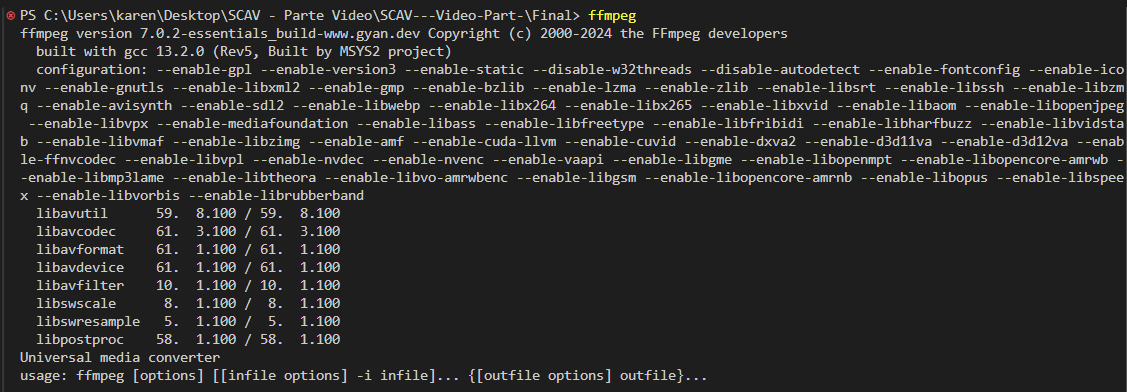 PS C:\Users\karen\Desktop\SCAV - Parte Video\SCAV---Video-Part-\Final> ffmpeg
ffmpeg version 7.0.2-essentials_build-www.gyan.dev Copyright (c) 2000-2024 the FFmpeg developers
  built with gcc 13.2.0 (Rev5, Built by MSYS2 project)
  configuration: --enable-gpl --enable-version3 --enable-static --disable-w32threads --disable-autodetect --enable-fontconfig --enable-ico
nv --enable-gnutls --enable-libxml2 --enable-gmp --enable-bzlib --enable-lzma --enable-zlib --enable-libsrt --enable-libssh --enable-libzm
q --enable-avisynth --enable-sdl2 --enable-libwebp --enable-libx264 --enable-libx265 --enable-libxvid --enable-libaom --enable-libopenjpeg
 --enable-libvpx --enable-mediafoundation --enable-libass --enable-libfreetype --enable-libfribidi --enable-libharfbuzz --enable-libvidsta
b --enable-libvmaf --enable-libzimg --enable-amf --enable-cuda-llvm --enable-cuvid --enable-dxva2 --enable-d3d11va --enable-d3d12va --enab
le-ffnvcodec --enable-libvpl --enable-nvdec --enable-nvenc --enable-vaapi --enable-libgme --enable-libopenmpt --enable-libopencore-amrwb -
-enable-libmp3lame --enable-libtheora --enable-libvo-amrwbenc --enable-libgsm --enable-libopencore-amrnb --enable-libopus --enable-libspee
x --enable-libvorbis --enable-librubberband
  libavutil      59.  8.100 / 59.  8.100
  libavcodec     61.  3.100 / 61.  3.100
  libavformat    61.  1.100 / 61.  1.100
  libavdevice    61.  1.100 / 61.  1.100
  libavfilter    10.  1.100 / 10.  1.100
  libswscale      8.  1.100 /  8.  1.100
  libswresample   5.  1.100 /  5.  1.100
  libpostproc    58.  1.100 / 58.  1.100
Universal media converter
usage: ffmpeg [options] [[infile options] -i infile]... {[outfile options] outfile}...